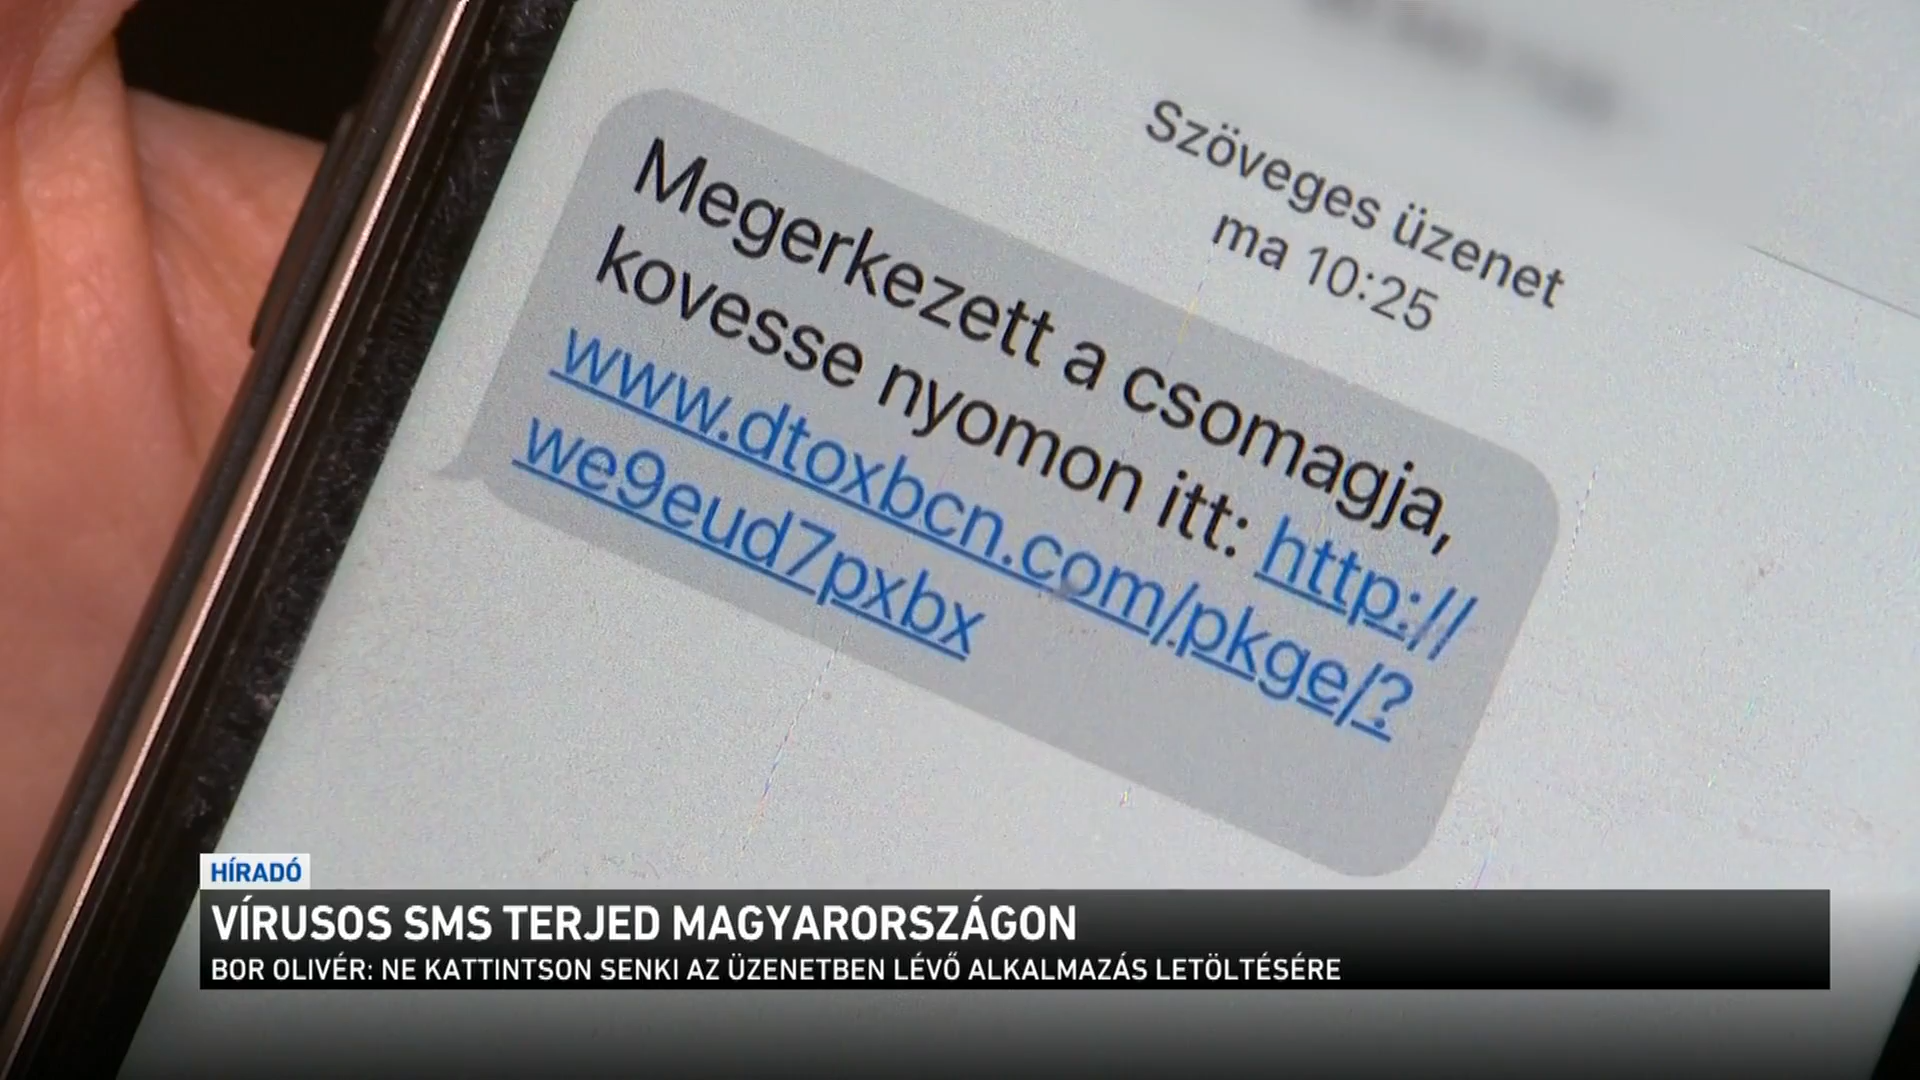 Szöveges üzenet
ma 10:25
Megerkezett a csomagja,
kovesse nyomon itt: http://
www.dtoxbcn.com/pkge/?
we9eud7pxbx
HÍRADÓ
VÍRUSOS SMS TERJED MAGYARORSZÁGON
BOR OLIVÉR: NE KATTINTSON SENKI AZ ÜZENETBEN LÉVŐ ALKALMAZÁS LETÖLTÉSÉRE